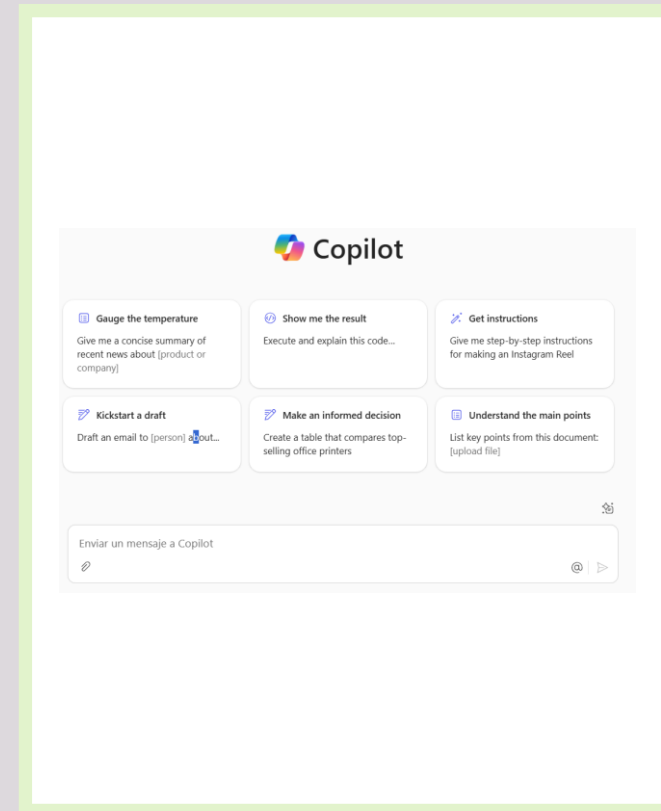 Copilot
Gauge the temperature
Give me a concise summary of
recent news about [product or
company]
Show me the result
Execute and explain this code...
Get instructions
Give me step-by-step instructions
for making an Instagram Reel
Kickstart a draft
Draft an email to [person] about...
Make an informed decision
Create a table that compares top-
selling office printers
Understand the main points
List key points from this document:
[upload file]
Enviar un mensaje a Copilot
@